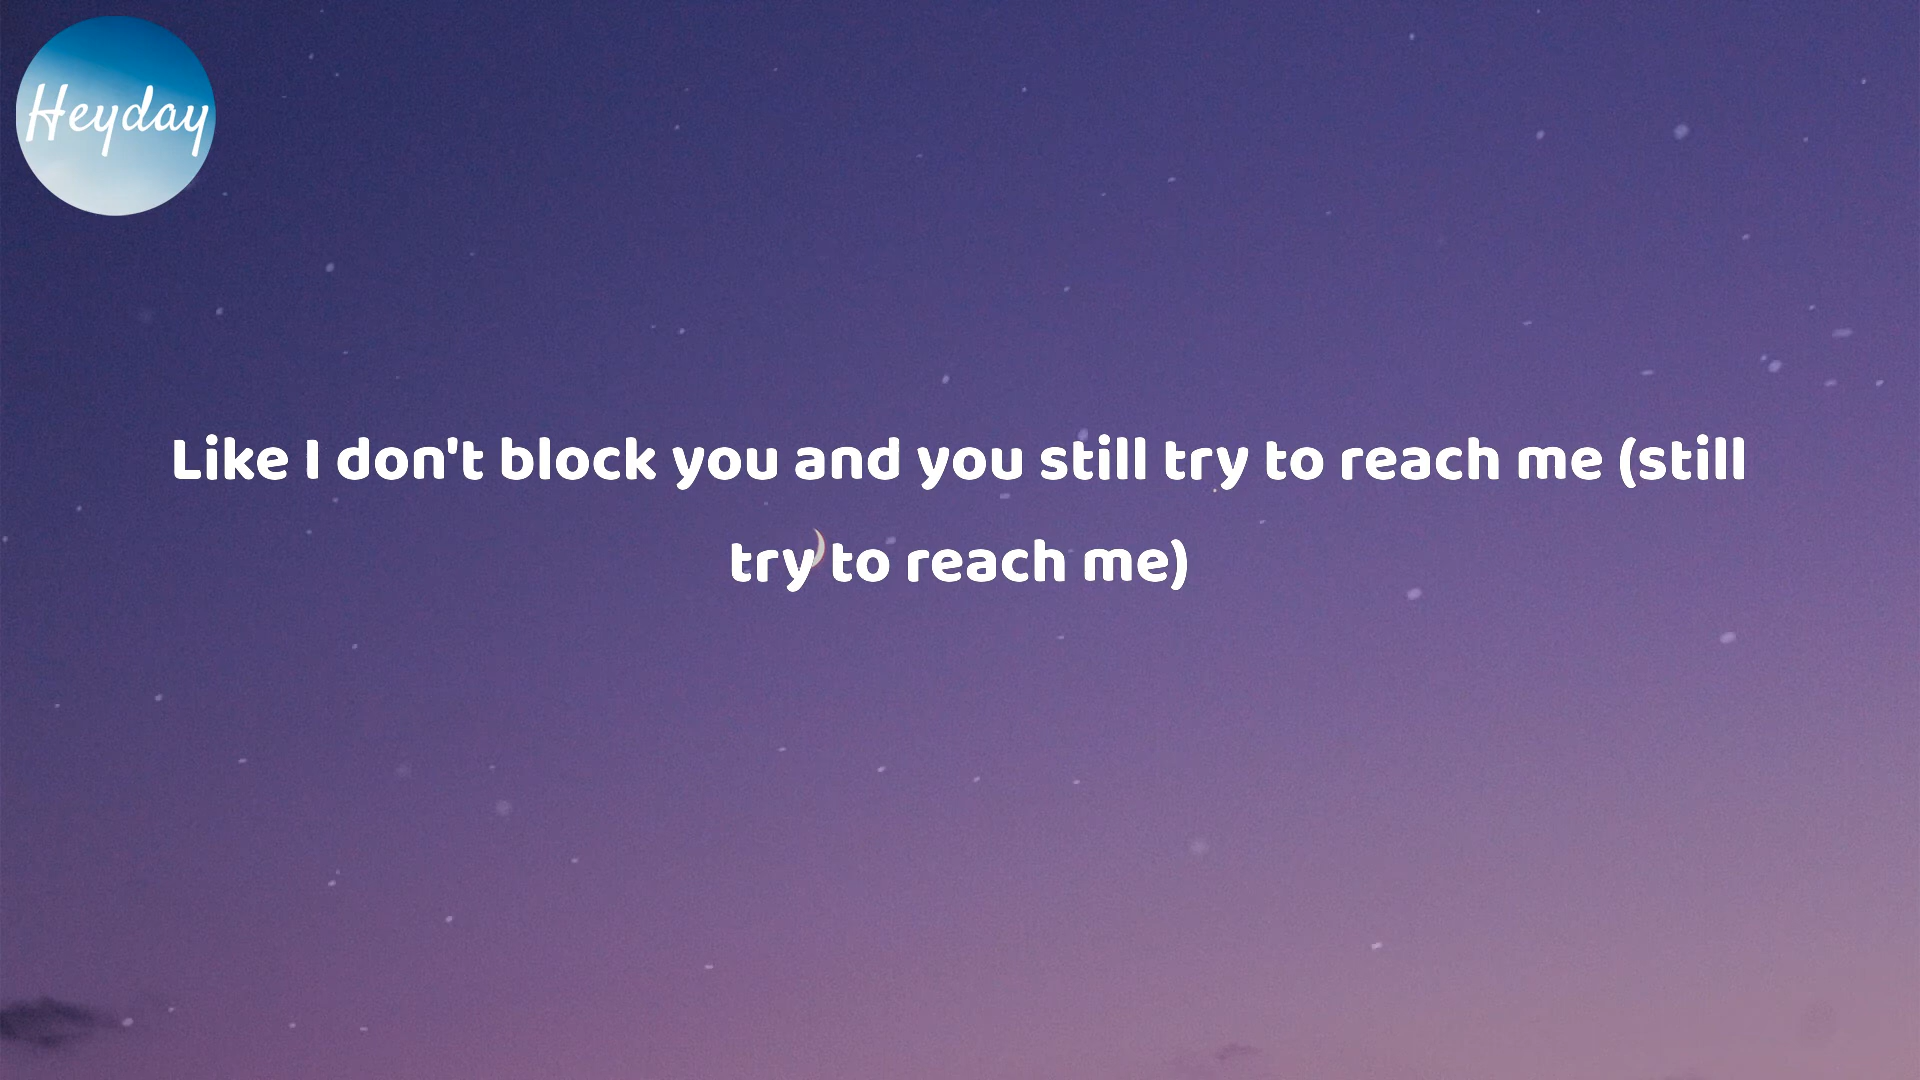 Heyday
Like I don't block you and you still try to reach me (still
try to reach me)